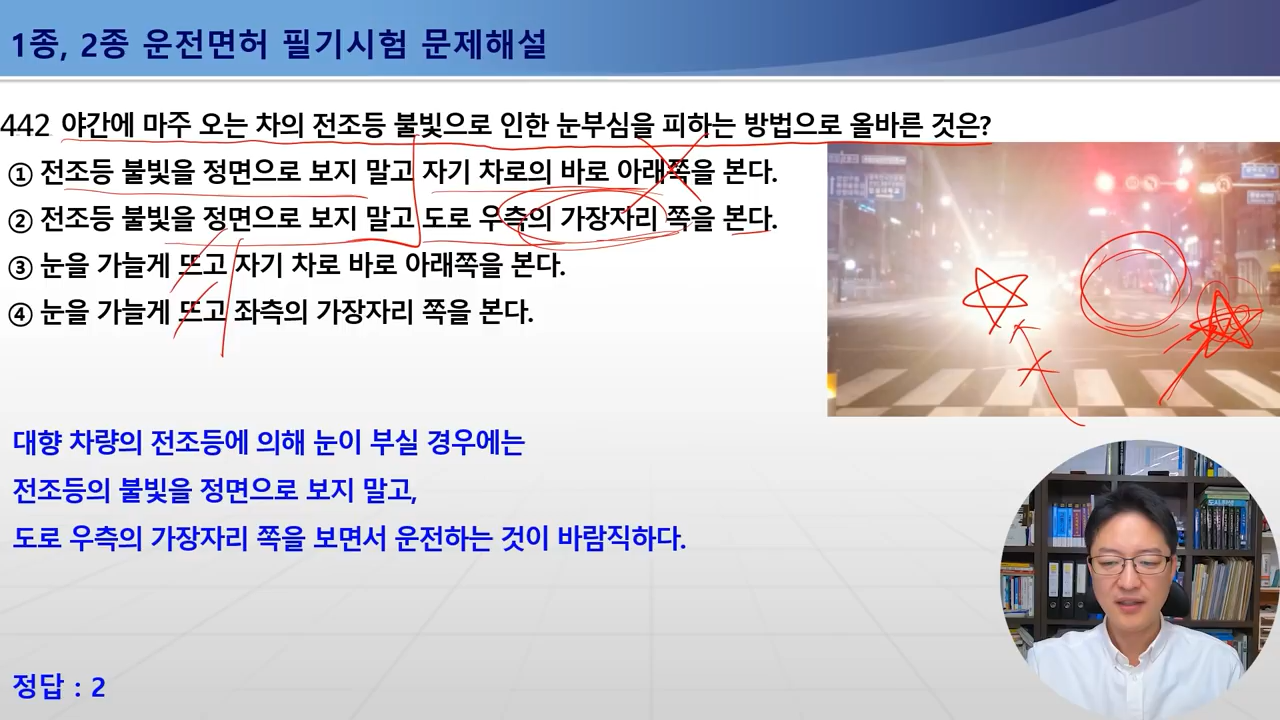 1종, 2종 운전면허 필기시험 문제해설
442 야간에 마주 오는 차의 전조등 불빛으로 인한 눈부심을 피하는 방법으로 올바른 것은?
① 전조등 불빛을 정면으로 보지 말고 자기 차로의 바로 아래쪽을 본다.
② 전조등 불빛을 정면으로 보지 말고 도로 우측의 가장자리 쪽을 본다.
③ 눈을 가늘게 뜨고 자기 차로 바로 아래쪽을 본다.
④ 눈을 가늘게 뜨고 좌측의 가장자리 쪽을 본다.
대향 차량의 전조등에 의해 눈이 부실 경우에는
전조등의 불빛을 정면으로 보지 말고,
도로 우측의 가장자리 쪽을 보면서 운전하는 것이 바람직하다.
정답 : 2